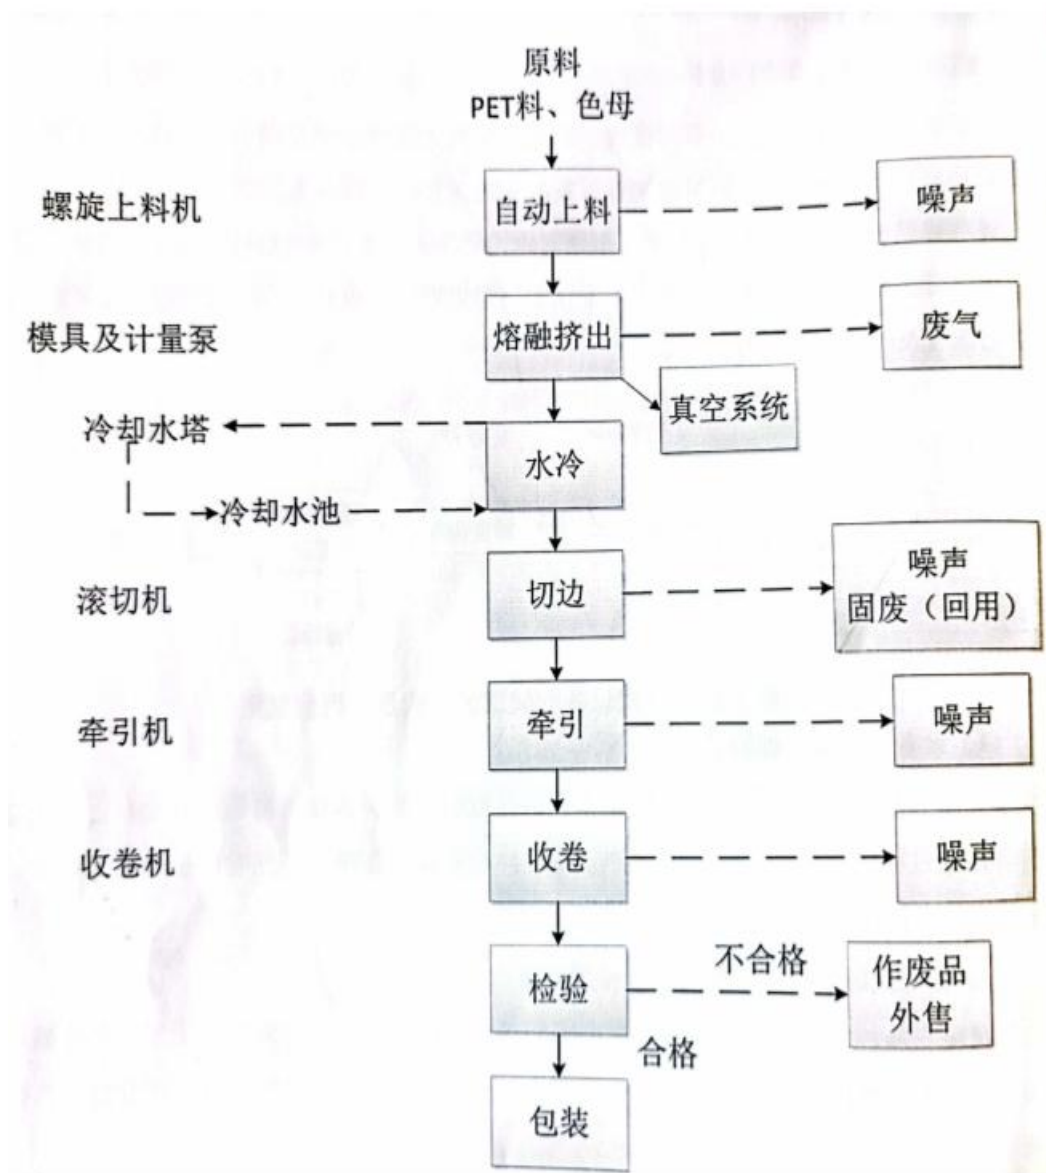 原料
PET料、色母
螺旋上料机
自动上料
噪声
模具及计量泵
熔融挤出
废气
真空系统
冷却水塔
水冷
冷却水池
滚切机
切边
噪声
固废（回用）
牵引机
牵引
噪声
收卷机
收卷
噪声
检验
不合格
作废品
外售
合格
包装